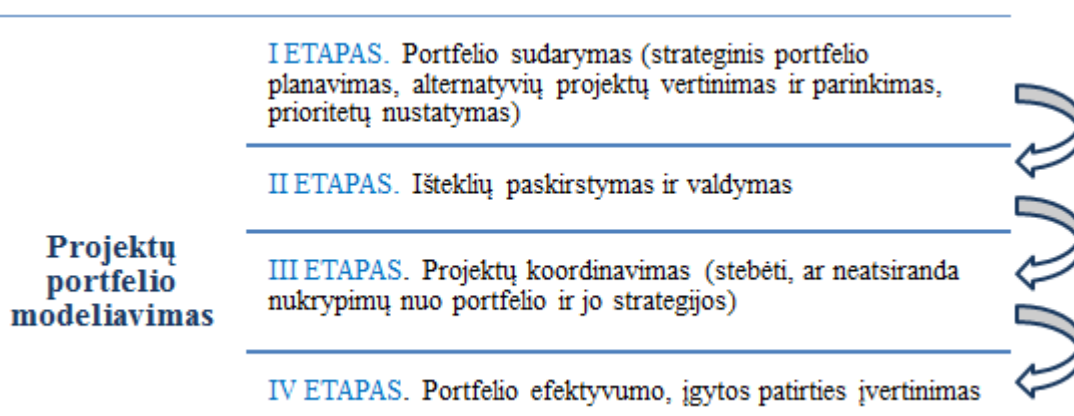 Projektų
portfelio
modeliavimas
I ETAPAS. Portfelio sudarymas (strateginis portfelio
planavimas, alternatyvių projektų vertinimas ir parinkimas,
prioritetų nustatymas)
II ETAPAS. Išteklių paskirstymas ir valdymas
III ETAPAS. Projektų koordinavimas (stebėti, ar neatsiranda
nukrypimų nuo portfelio ir jo strategijos)
IV ETAPAS. Portfelio efektyvumo, įgytos patirties įvertinimas